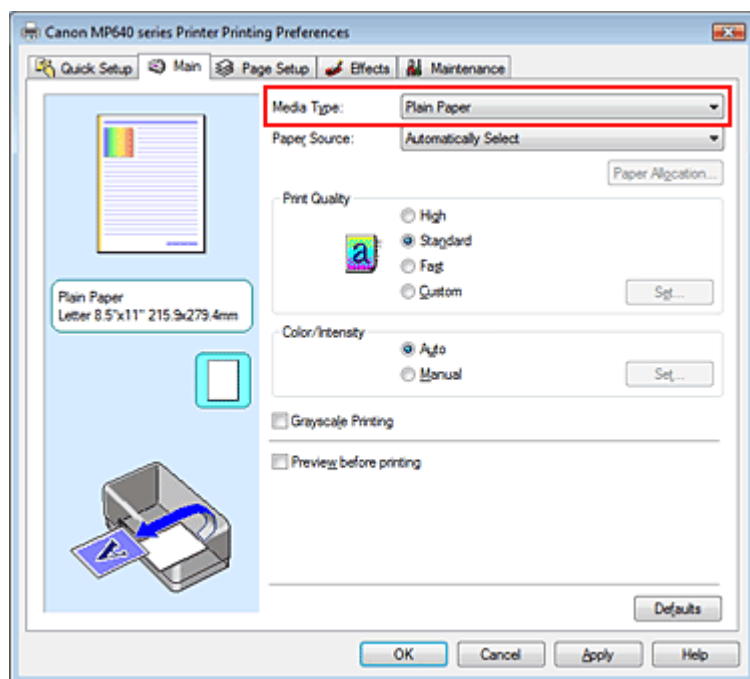 Canon MP640 series Printer Printing Preferences
Quick Setup Main Page Setup Effects Maintenance
Media Type: Plain Paper
Paper Source: Automatically Select
Paper Allocation...
Print Quality
High
a Standard
Fast
Custom Set...
Plain Paper
Letter 8.5"x11" 215.9x279.4mm
Color/Intensity
Auto
Manual Set...
Grayscale Printing
Preview before printing
A
Defaults
OK Cancel Apply Help